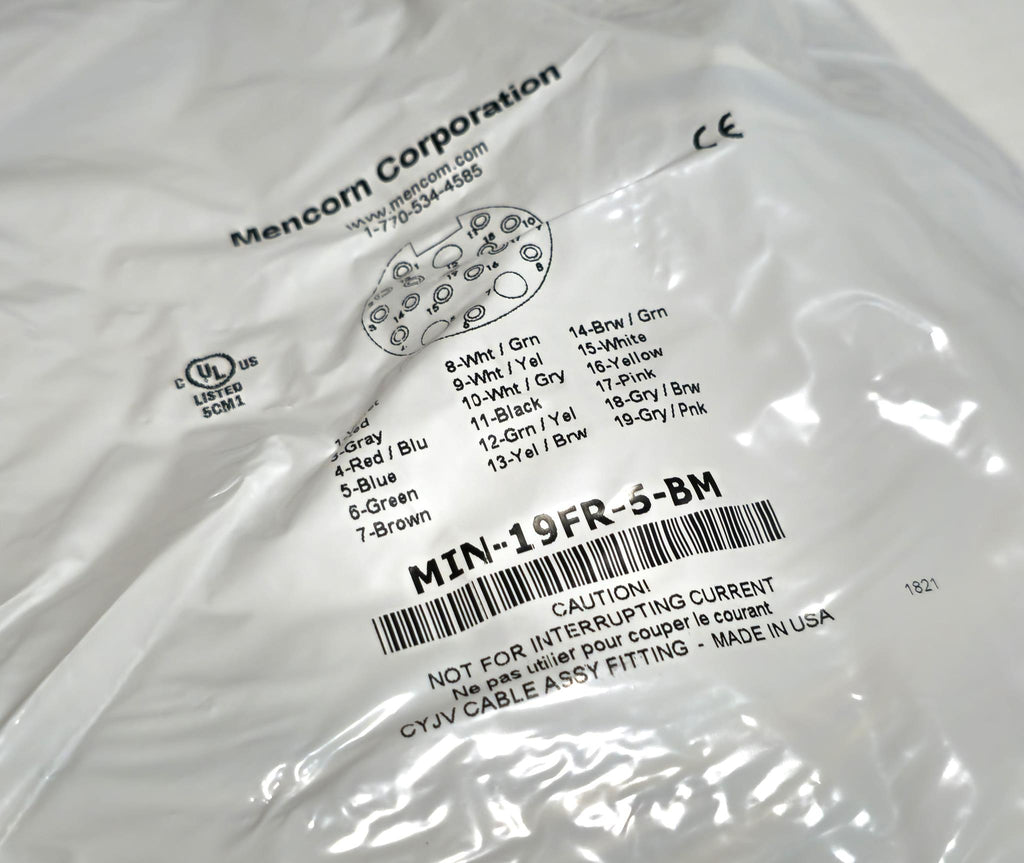 Mencom Corporation
www.mencom.com
1-770-534-4585
CE
C UL US
LISTED
5CM1
3-Gray
4-Red / Blu
5-Blue
6-Green
7-Brown
8-Wht / Grn
9-Wht / Yel
10-Wht / Gry
11-Black
12-Grn / Yel
13-Yel / Brw
14-Brw / Grn
15-White
16-Yellow
17-Pink
18-Gry / Brw
19-Gry / Pnk
MIN-19FR-5-BM
CAUTION!
NOT FOR INTERRUPTING CURRENT
Ne pas utilier pour couper le courant
CYJV CABLE ASSY FITTING - MADE IN USA
1821